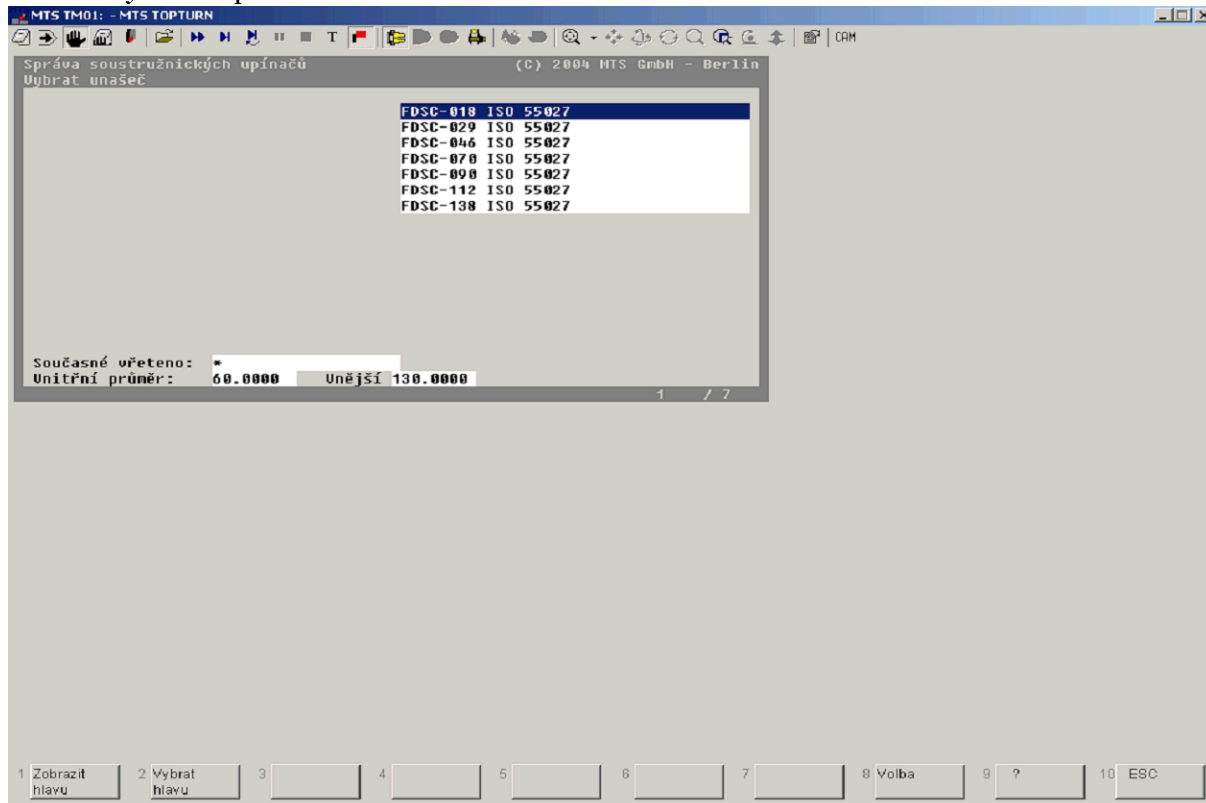 MTS TM01: - MTS TOPTURN
T CAM
Správa soustružnických upínačů (C) 2004 MTS GmbH - Berlin
Vybrat unašeč
FDSC-018 ISO 55027
FDSC-029 ISO 55027
FDSC-046 ISO 55027
FDSC-070 ISO 55027
FDSC-090 ISO 55027
FDSC-112 ISO 55027
FDSC-138 ISO 55027
Současné vřeteno: *
Vnitřní průměr: 60.0000 Vnější 130.0000
1 / 7
1 Zobrazit hlavu 2 Vybrat hlavu 3 4 5 6 7 8 Volba 9 ? 10 ESC